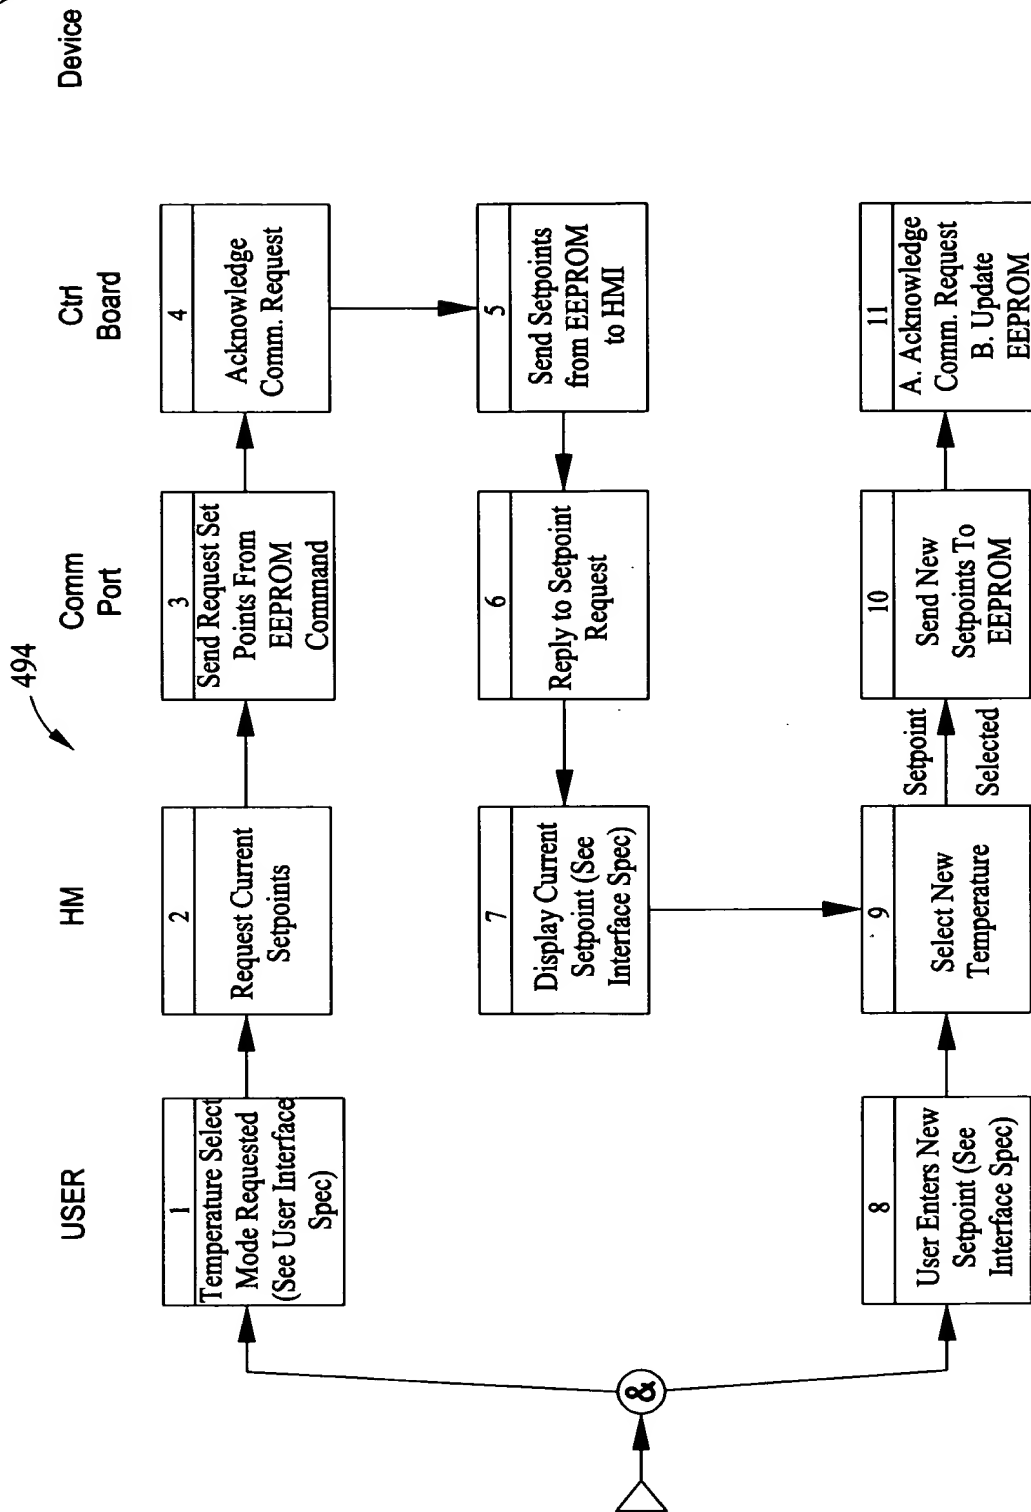 494
USER
HM
Comm
Port
Ctrl
Board
Device
1
Temperature Select
Mode Requested
(See User Interface
Spec)
2
Request Current
Setpoints
3
Send Request Set
Points From
EEPROM
Command
4
Acknowledge
Comm. Request
7
Display Current
Setpoint (See
Interface Spec)
6
Reply to Setpoint
Request
5
Send Setpoints
from EEPROM
to HMI
&
8
User Enters New
Setpoint (See
Interface Spec)
9
Select New
Temperature
Setpoint
Selected
10
Send New
Setpoints To
EEPROM
11
A. Acknowledge
Comm. Request
B. Update
EEPROM